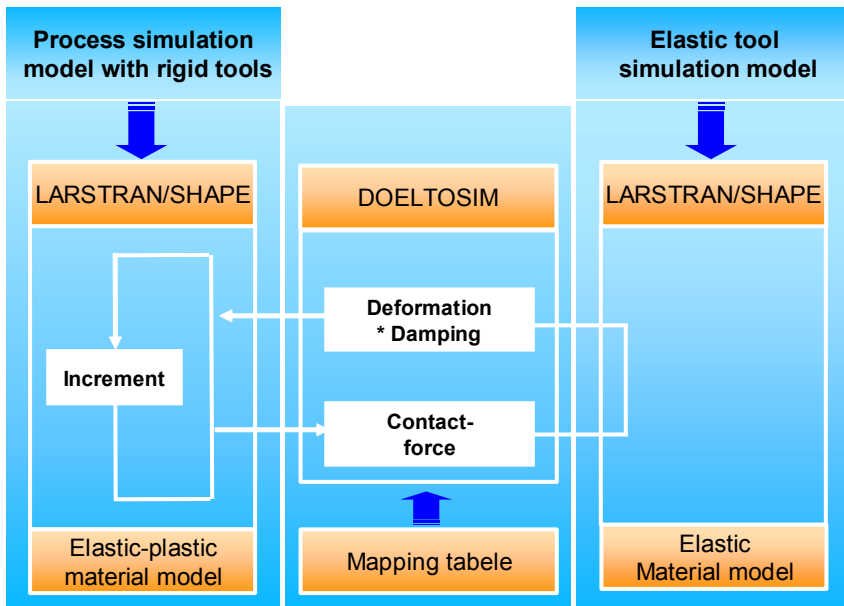 Process simulation
model with rigid tools
Elastic tool
simulation model
LARSTRAN/SHAPE
DOELTOSIM
LARSTRAN/SHAPE
Deformation
* Damping
Increment
Contact-
force
Elastic-plastic
material model
Mapping tabele
Elastic
Material model